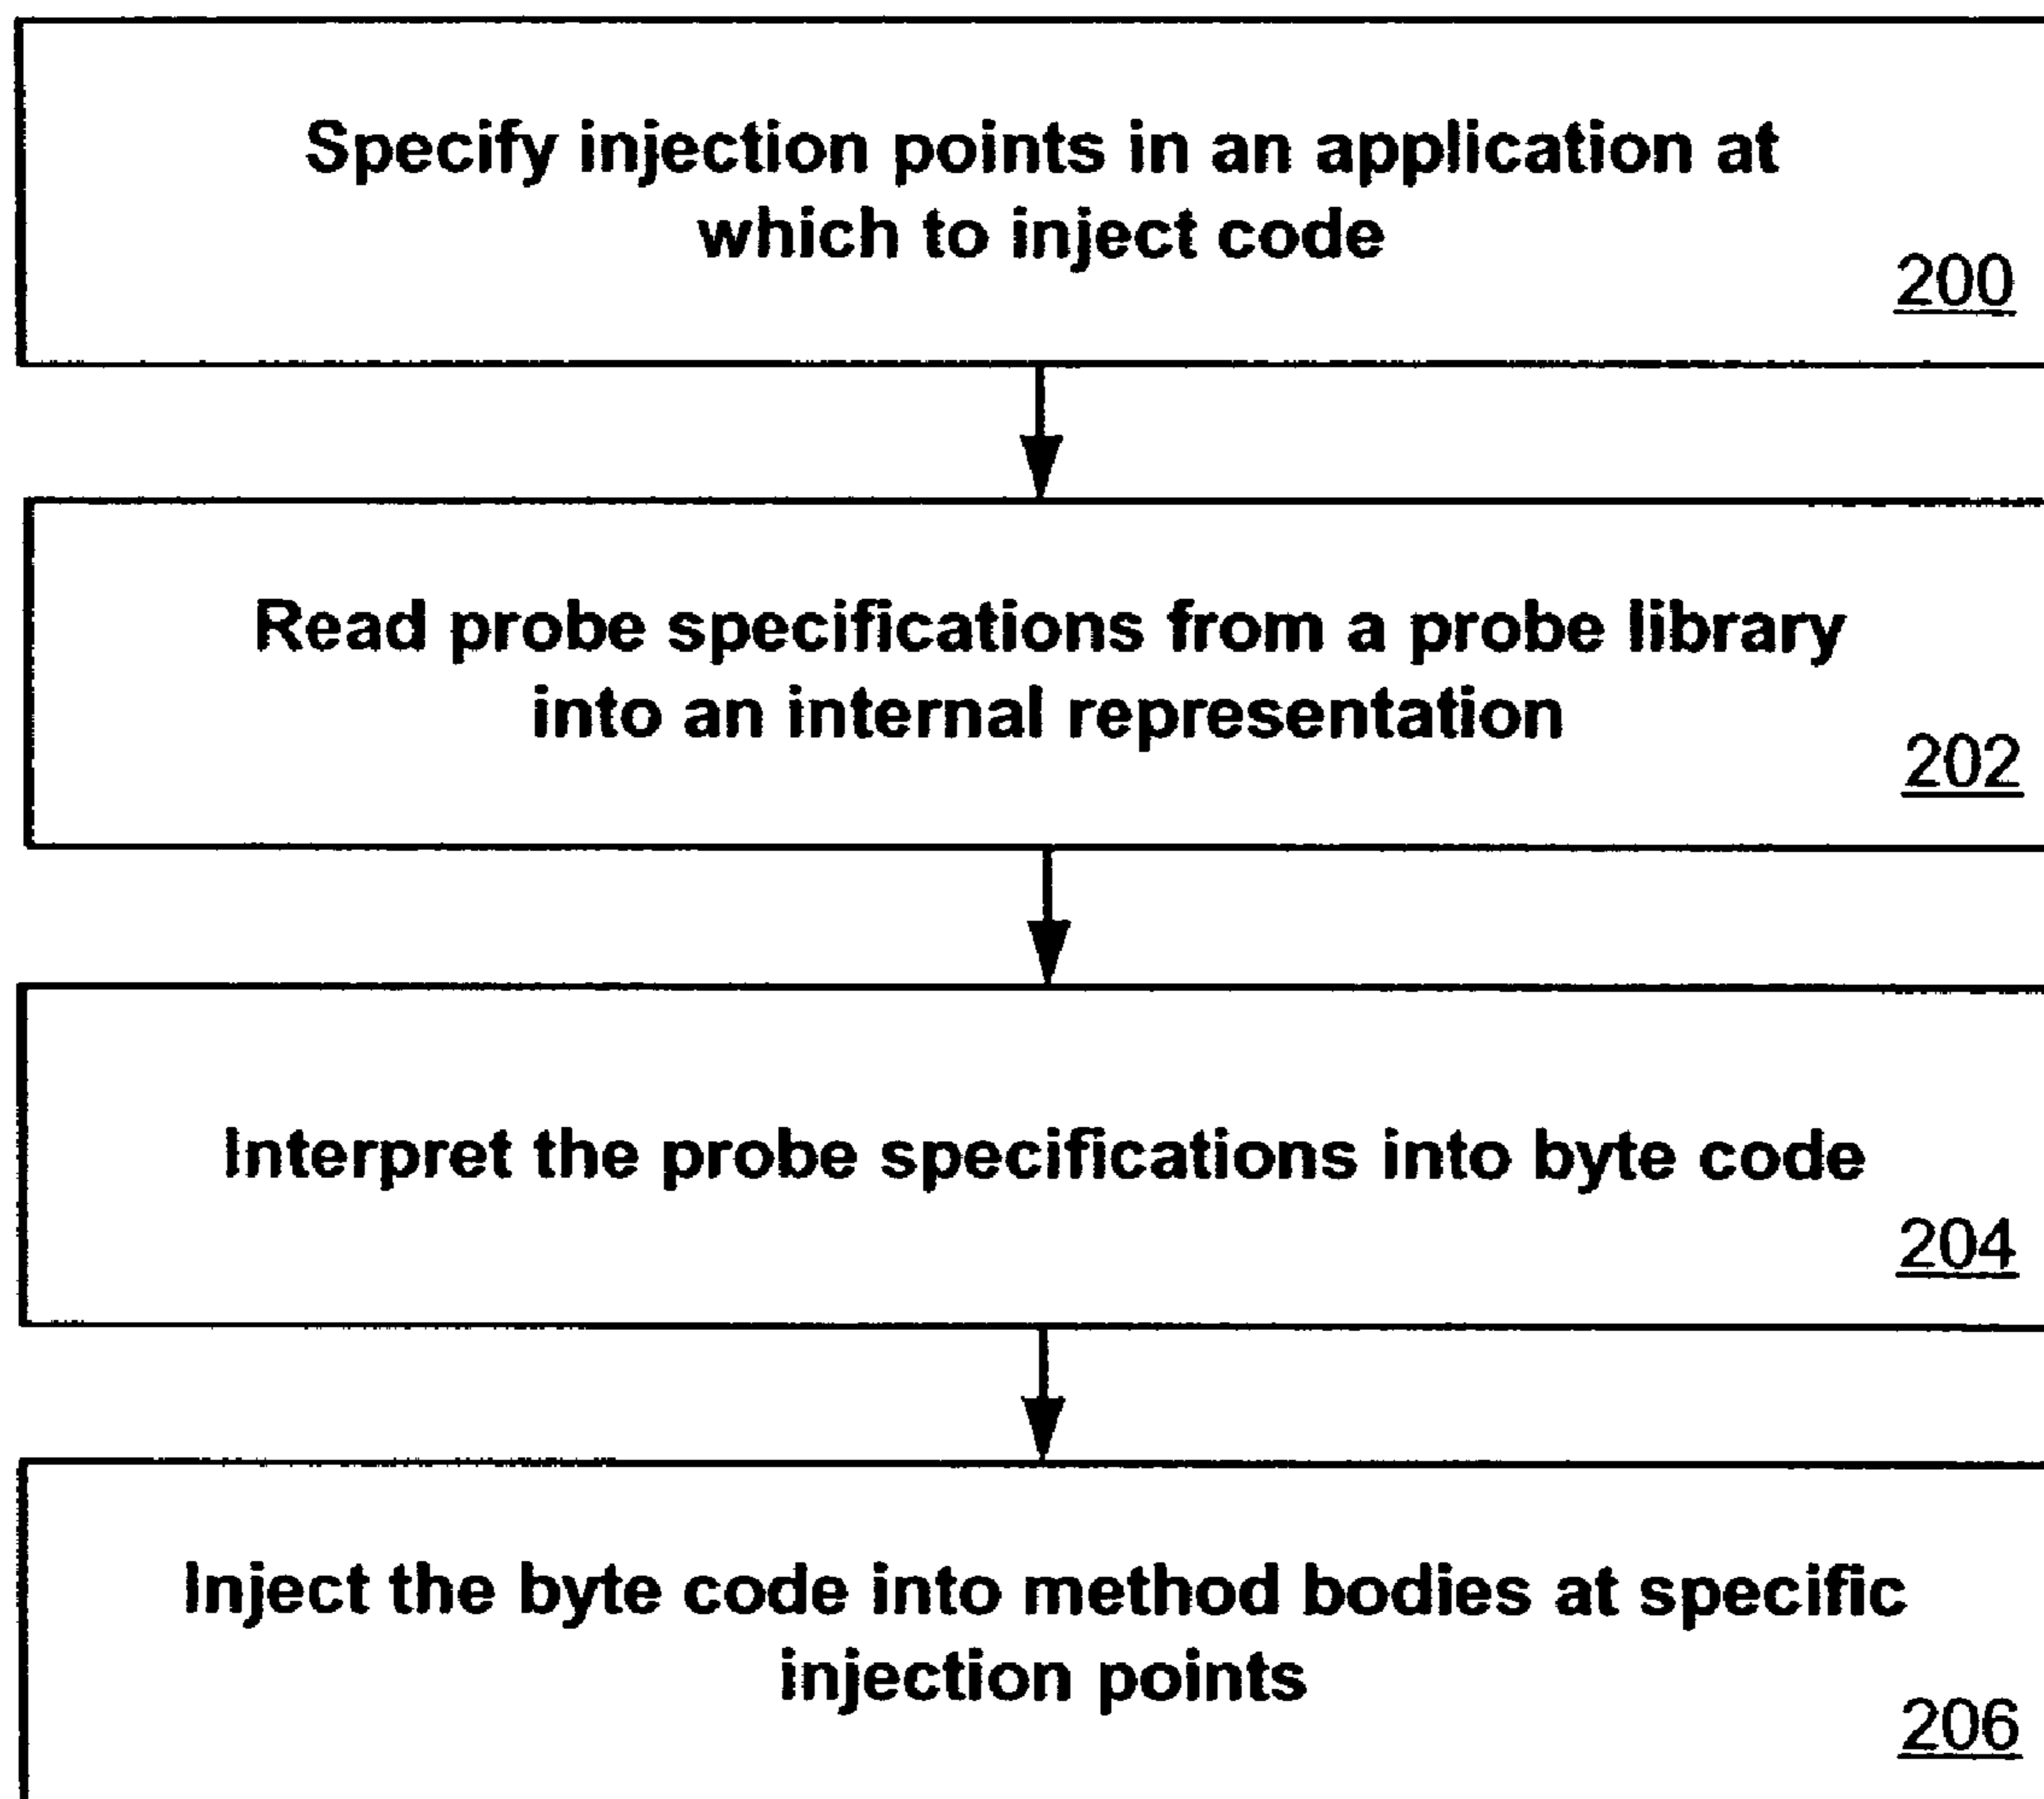 Specify injection points in an application at
which to inject code
200
Read probe specifications from a probe library
into an internal representation
202
Interpret the probe specifications into byte code
204
Inject the byte code into method bodies at specific
injection points
206